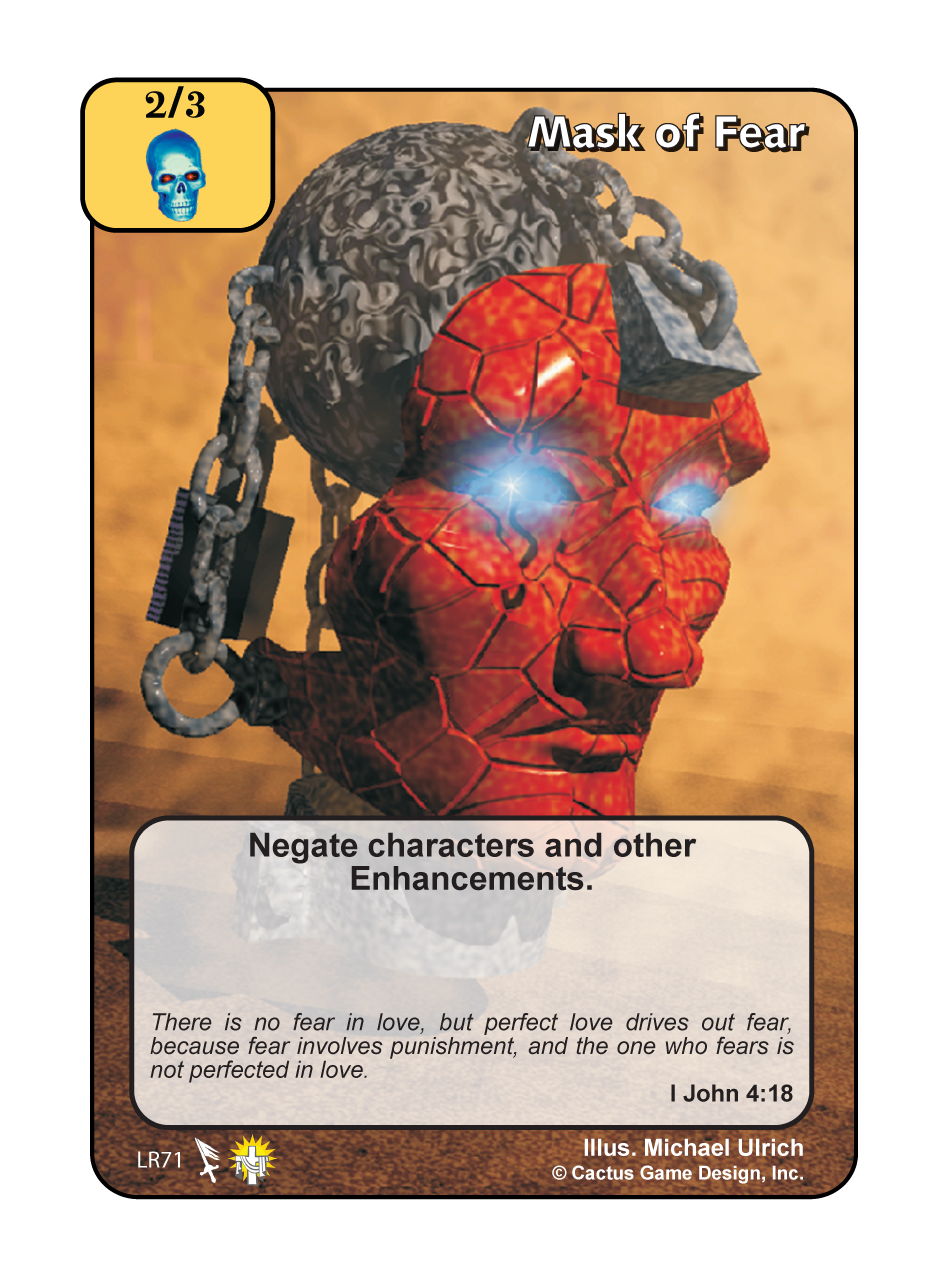 2/3
Mask of Fear
Negate characters and other
Enhancements.
There is no fear in love, but perfect love drives out fear,
because fear involves punishment, and the one who fears is
not perfected in love.
I John 4:18
LR71
Illus. Michael Ulrich
© Cactus Game Design, Inc.